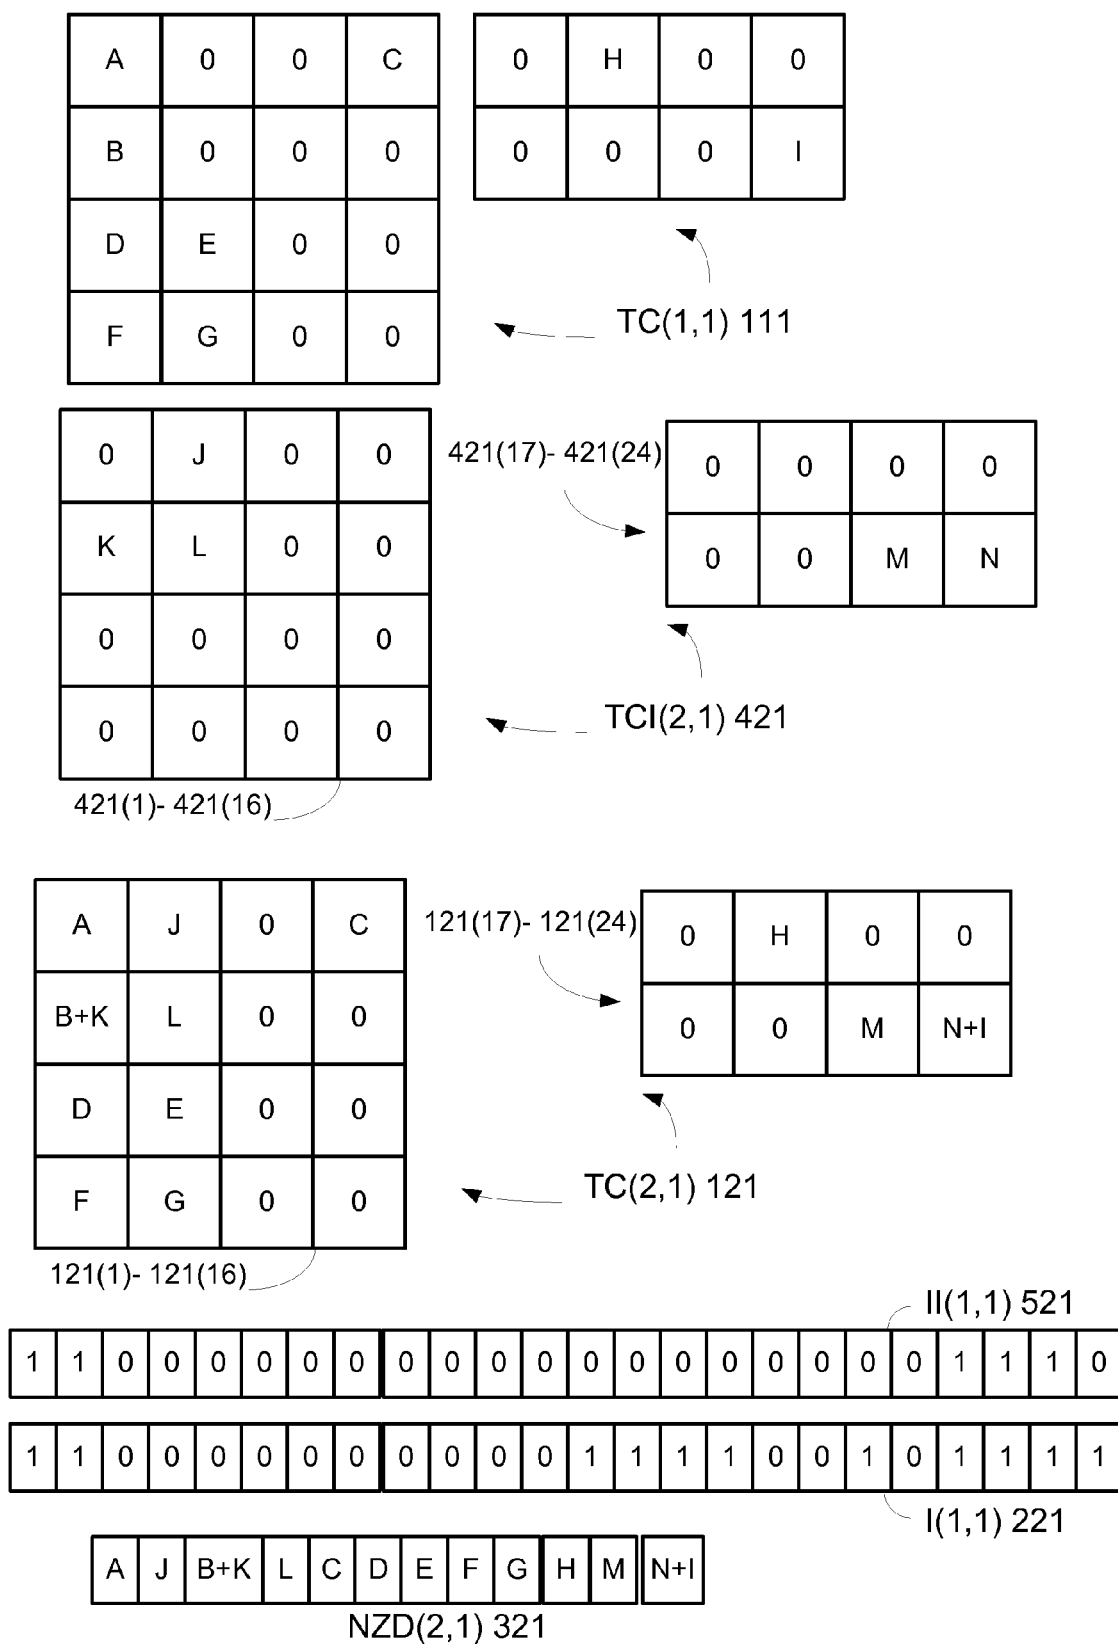 A 0 0 C
B 0 0 0
D E 0 0
F G 0 0
0 H 0 0
0 0 0 I
TC(1,1) 111
0 J 0 0
K L 0 0
0 0 0 0
0 0 0 0
421(1)- 421(16)
421(17)- 421(24)
0 0 0 0
0 0 M N
TCI(2,1) 421
A J 0 C
B+K L 0 0
D E 0 0
F G 0 0
121(1)- 121(16)
121(17)- 121(24)
0 H 0 0
0 0 M N+I
TC(2,1) 121
II(1,1) 521
1 1 0 0 0 0 0 0 0 0 0 0 0 0 0 0 0 0 0 0 1 1 1 0
1 1 0 0 0 0 0 0 0 0 0 0 1 1 1 1 0 0 1 0 1 1 1 1
I(1,1) 221
A J B+K L C D E F G H M N+I
NZD(2,1) 321